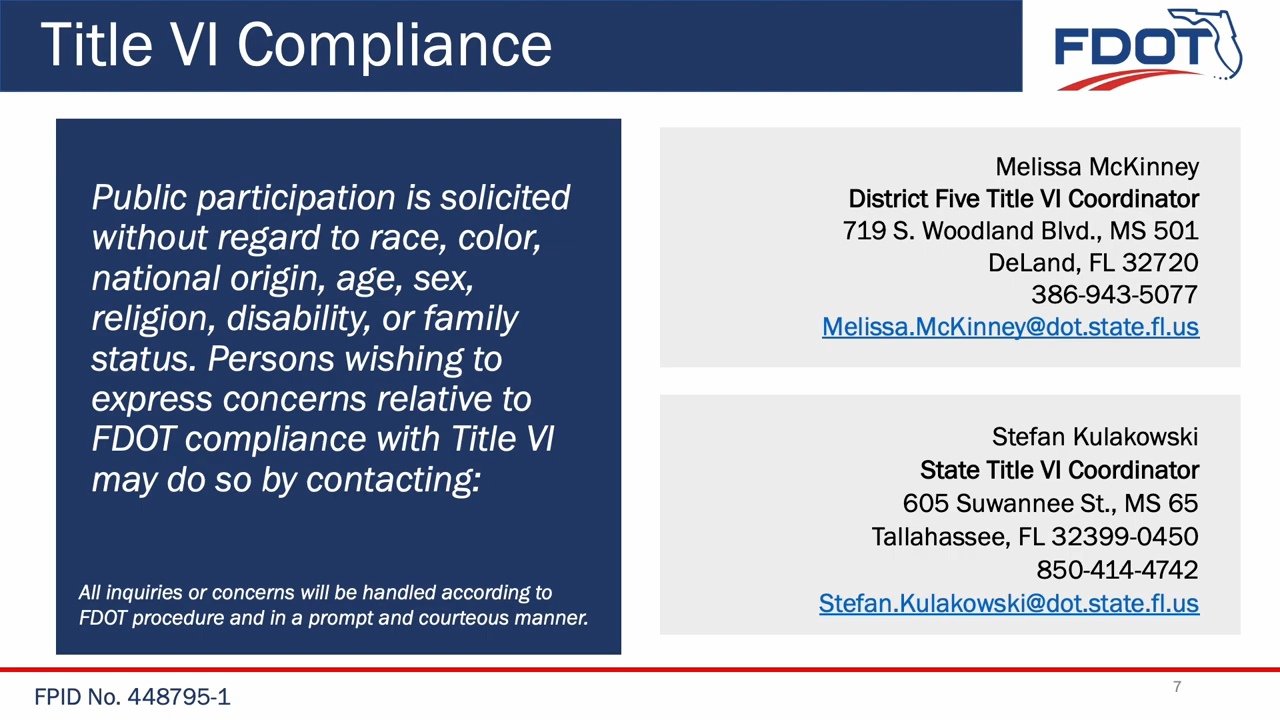 Title VI Compliance
FDOT
Public participation is solicited
without regard to race, color,
national origin, age, sex,
religion, disability, or family
status. Persons wishing to
express concerns relative to
FDOT compliance with Title VI
may do so by contacting:
All inquiries or concerns will be handled according to
FDOT procedure and in a prompt and courteous manner.
Melissa McKinney
District Five Title VI Coordinator
719 S. Woodland Blvd., MS 501
DeLand, FL 32720
386-943-5077
Melissa.McKinney@dot.state.fl.us
Stefan Kulakowski
State Title VI Coordinator
605 Suwannee St., MS 65
Tallahassee, FL 32399-0450
850-414-4742
Stefan.Kulakowski@dot.state.fl.us
FPID No. 448795-1
7